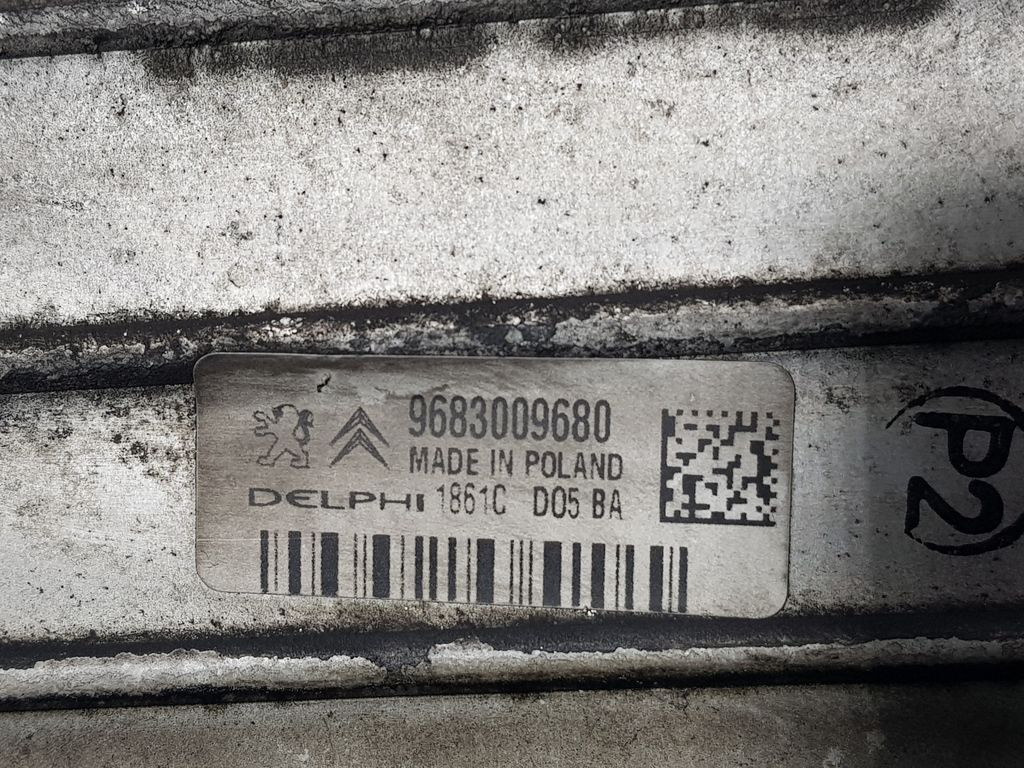 9683009680
MADE IN POLAND
DELPHI 1861C D05 BA
P2